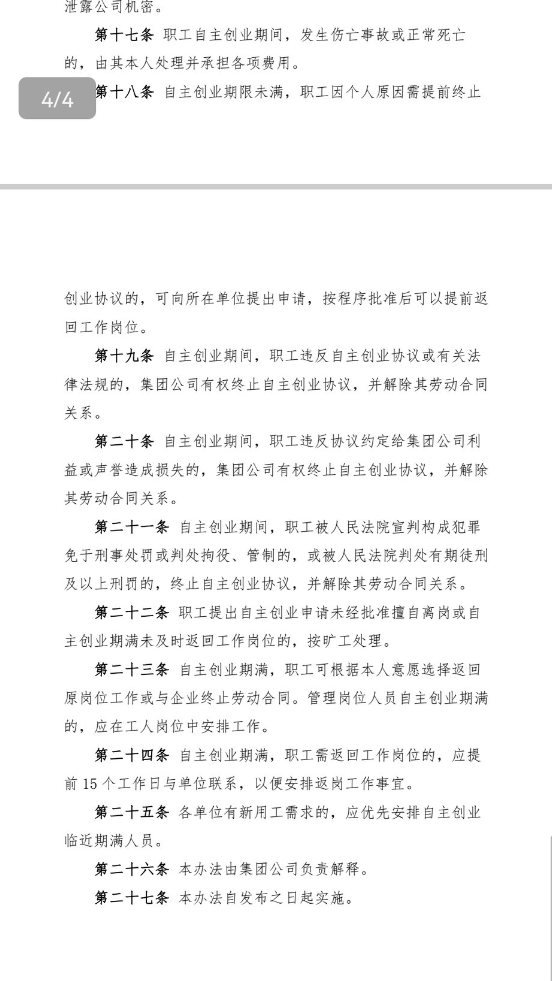 泄露公司机密。
第十七条 职工自主创业期间，发生伤亡事故或正常死亡
的，由其本人处理并承担各项费用。
4/4
第十八条 自主创业期限未满，职工因个人原因需提前终止
创业协议的，可向所在单位提出申请，按程序批准后可以提前返
回工作岗位。
第十九条 自主创业期间，职工违反自主创业协议或有关法
律法规的，集团公司有权终止自主创业协议，并解除其劳动合同
关系。
第二十条 自主创业期间，职工违反协议约定给集团公司利
益或声誉造成损失的，集团公司有权终止自主创业协议，并解除
其劳动合同关系。
第二十一条 自主创业期间，职工被人民法院宣判构成犯罪
免于刑事处罚或判处拘役、管制的，或被人民法院判处有期徒刑
及以上刑罚的，终止自主创业协议，并解除其劳动合同关系。
第二十二条 职工提出自主创业申请未经批准擅自离岗或自
主创业期满未及时返回工作岗位的，按旷工处理。
第二十三条 自主创业期满，职工可根据本人意愿选择返回
原岗位工作或与企业终止劳动合同。管理岗位人员自主创业期满
的，应在工人岗位中安排工作。
第二十四条 自主创业期满，职工需返回工作岗位的，应提
前 15 个工作日与单位联系，以便安排返岗工作事宜。
第二十五条 各单位有新用工需求的，应优先安排自主创业
临近期满人员。
第二十六条 本办法由集团公司负责解释。
第二十七条 本办法自发布之日起实施。